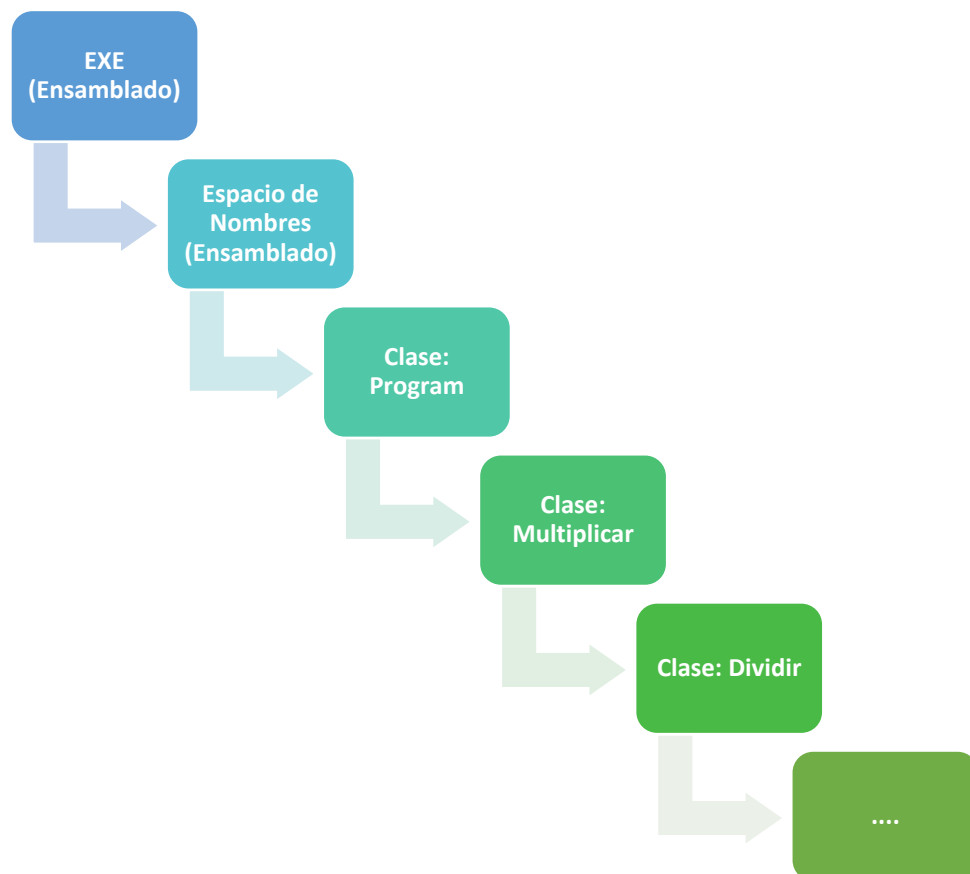 EXE
(Ensamblado)
Espacio de
Nombres
(Ensamblado)
Clase:
Program
Clase:
Multiplicar
Clase: Dividir
....